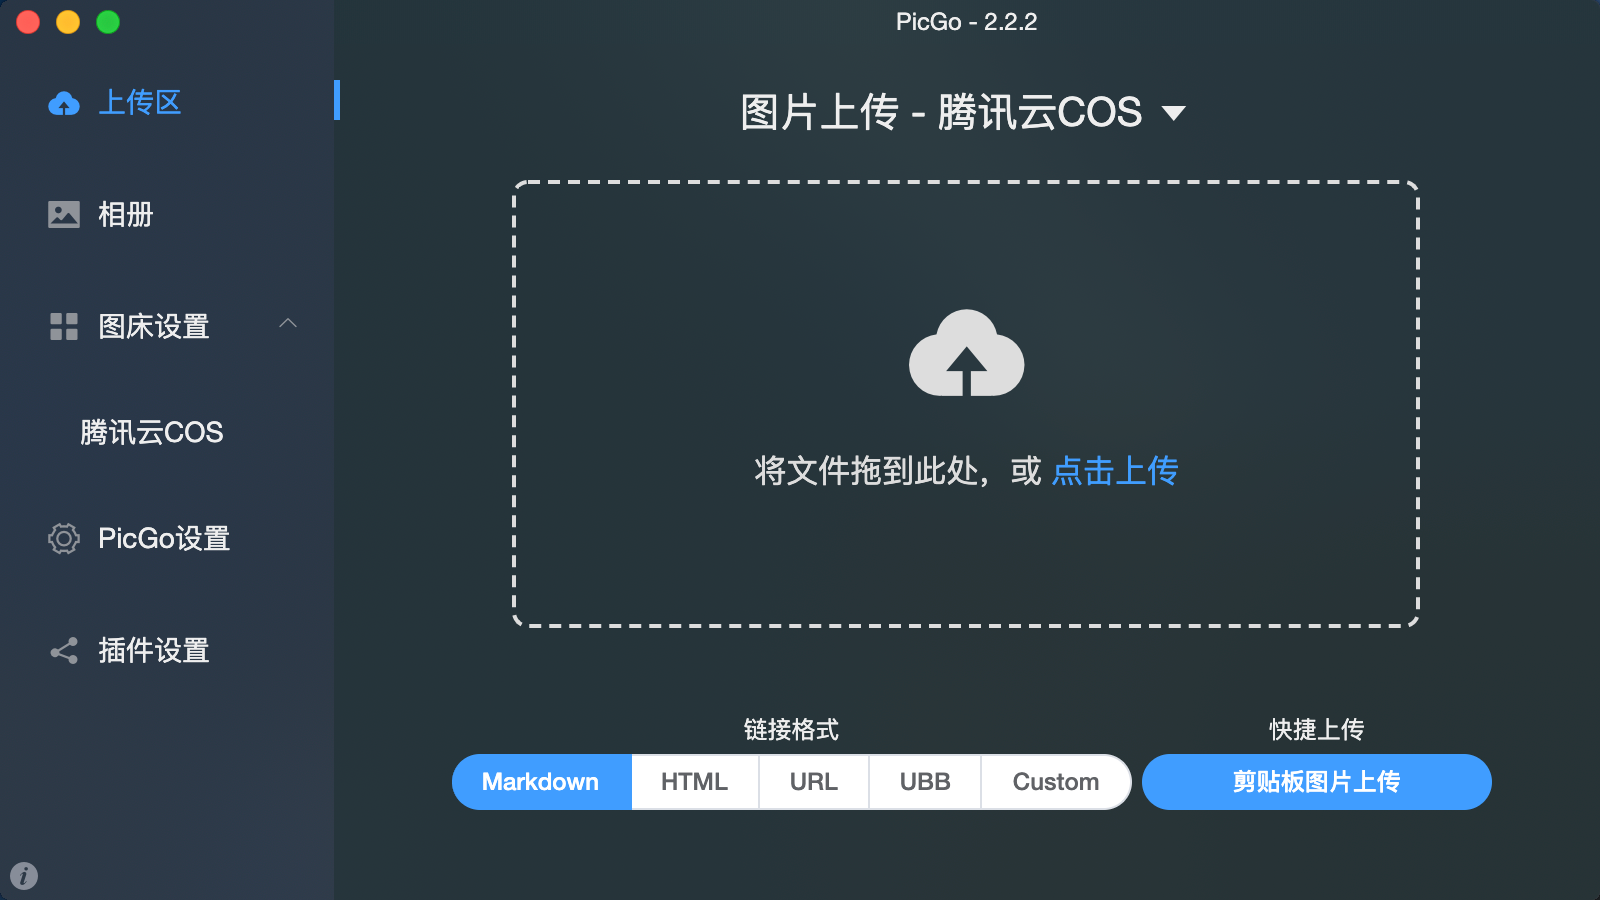 PicGo - 2.2.2
上传区
相册
图床设置
腾讯云COS
PicGo设置
插件设置
图片上传 - 腾讯云COS
将文件拖到此处，或 点击上传
链接格式
Markdown
HTML
URL
UBB
Custom
快捷上传
剪贴板图片上传